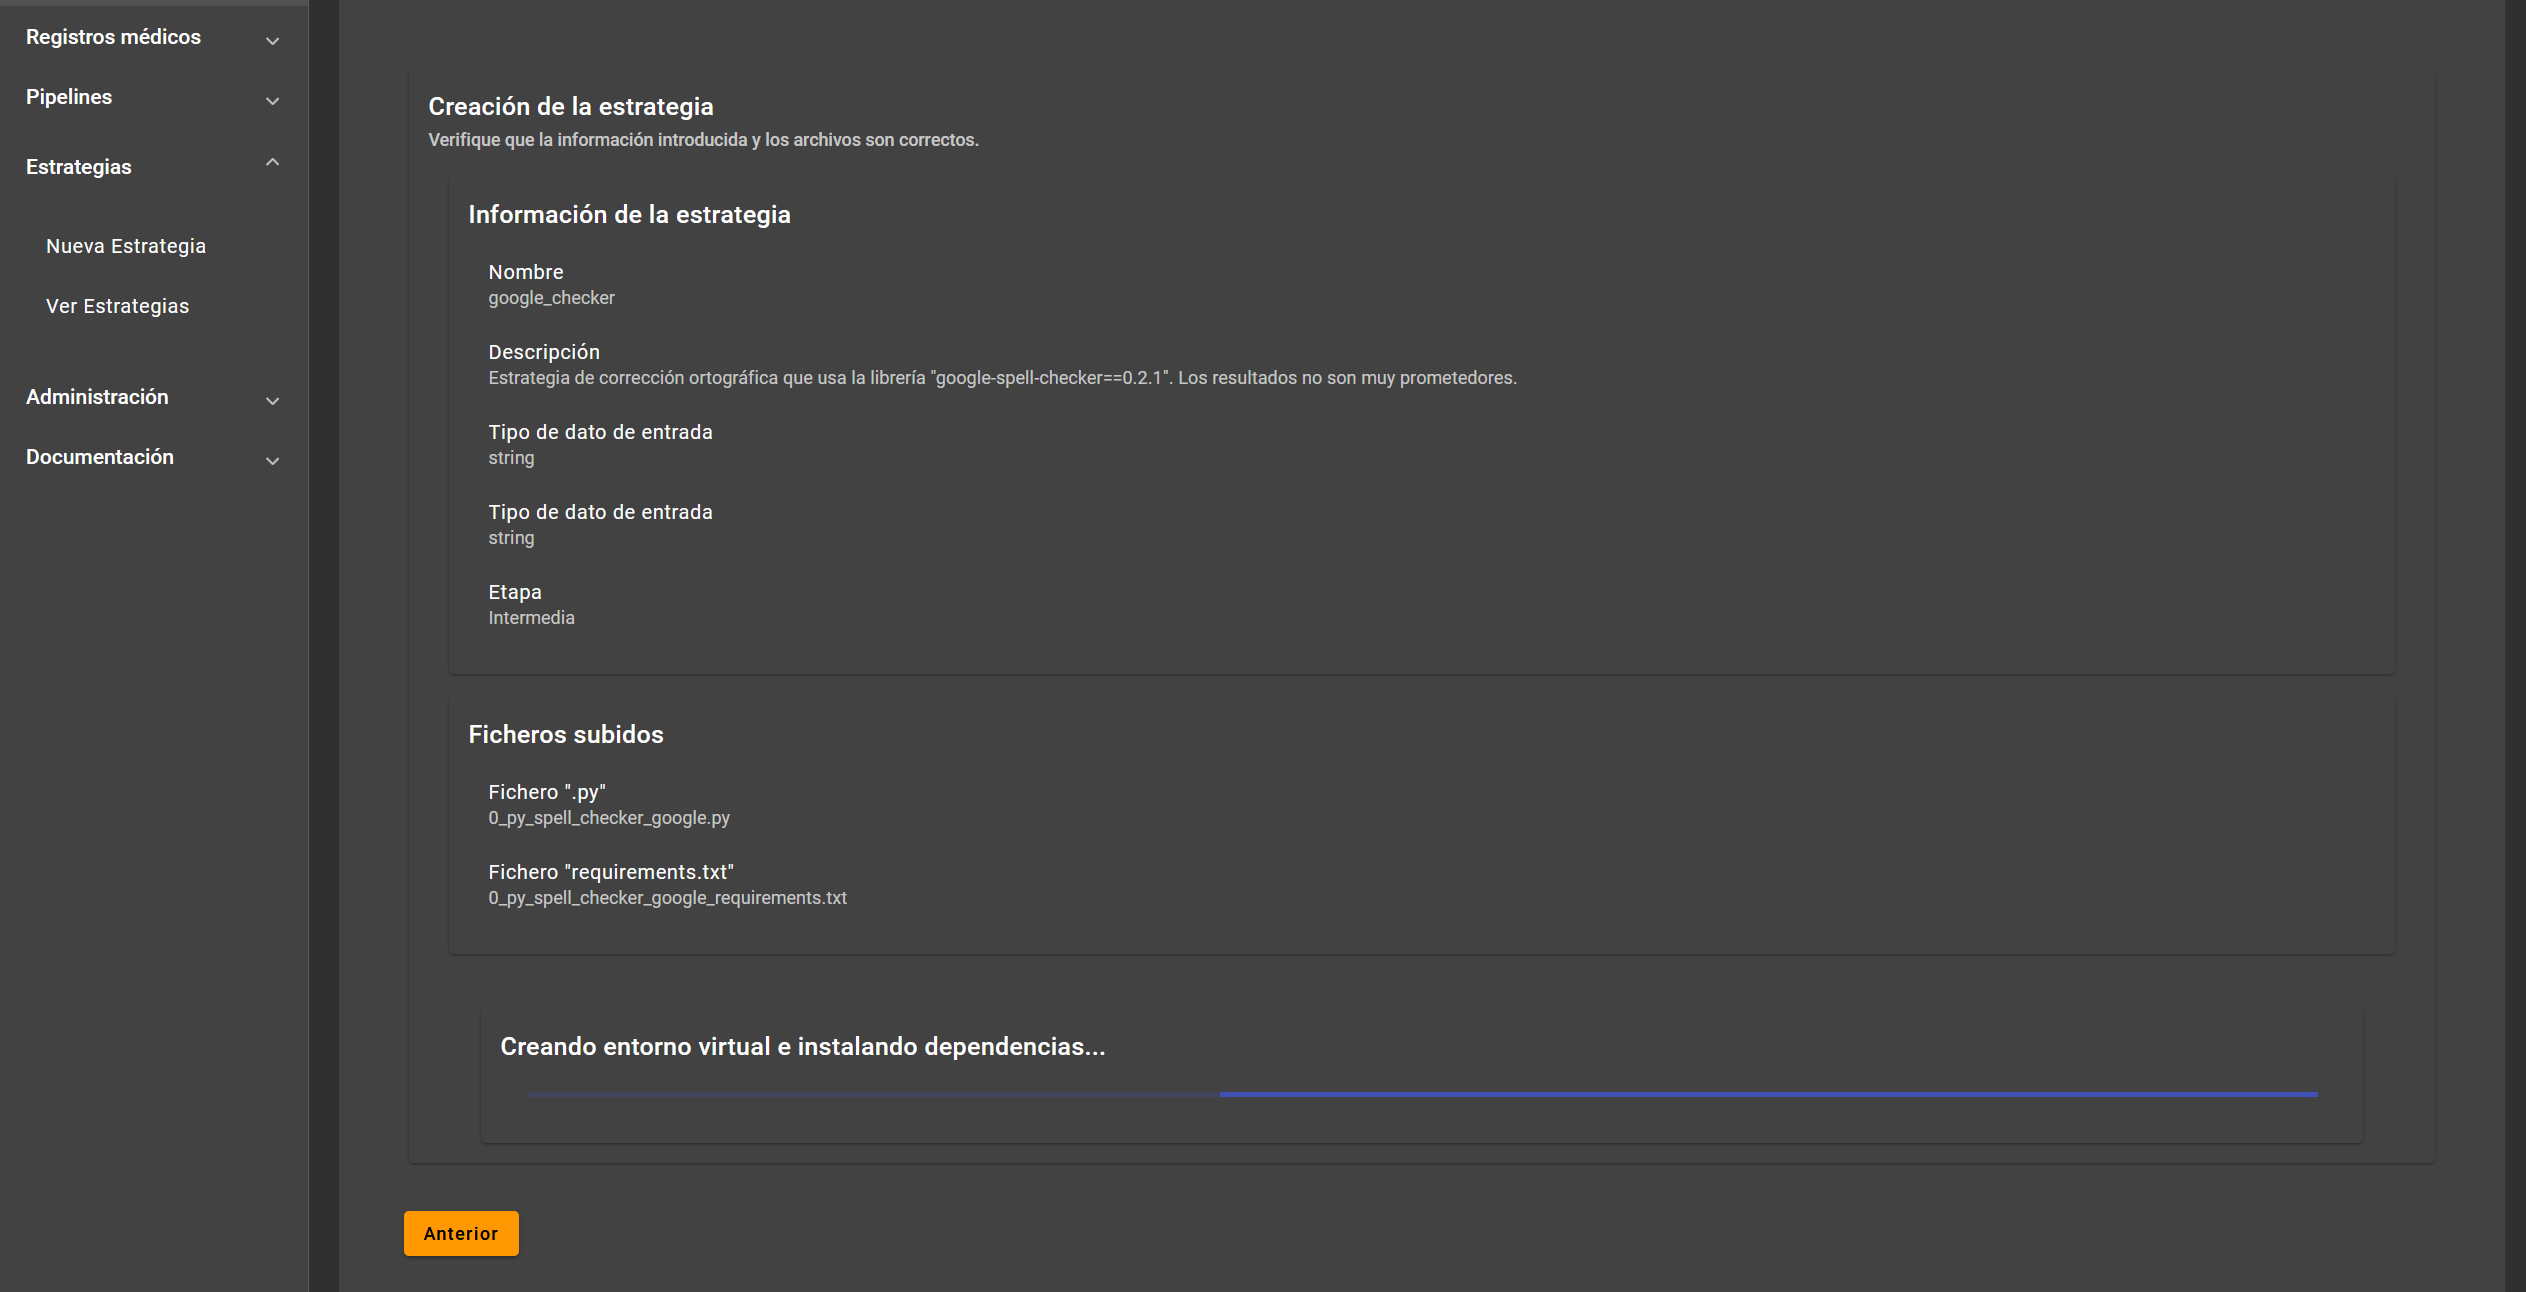 Registros médicos
Pipelines
Estrategias
Nueva Estrategia
Ver Estrategias
Administración
Documentación
Creación de la estrategia
Verifique que la información introducida y los archivos son correctos.
Información de la estrategia
Nombre
google_checker
Descripción
Estrategia de corrección ortográfica que usa la librería "google-spell-checker==0.2.1". Los resultados no son muy prometedores.
Tipo de dato de entrada
string
Tipo de dato de entrada
string
Etapa
Intermedia
Ficheros subidos
Fichero ".py"
0_py_spell_checker_google.py
Fichero "requirements.txt"
0_py_spell_checker_google_requirements.txt
Creando entorno virtual e instalando dependencias...
Anterior